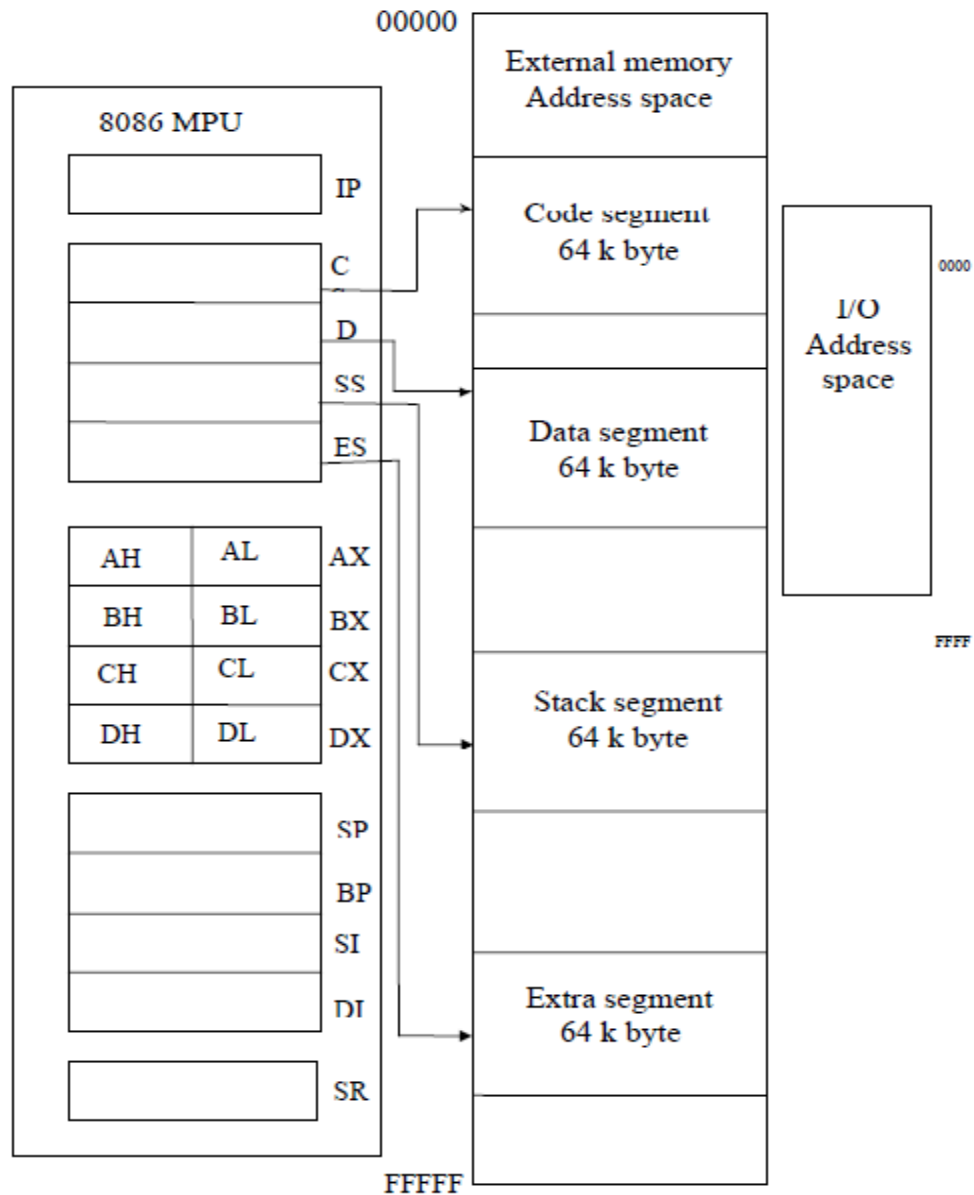 00000
External memory
Address space
8086 MPU
IP
Code segment
64 k byte
C
0000
I/O
Address
space
D
SS
Data segment
64 k byte
ES
AH
AL
AX
BH
BL
BX
CH
CL
CX
DH
DL
DX
FFFF
Stack segment
64 k byte
SP
BP
SI
DI
Extra segment
64 k byte
SR
FFFFF